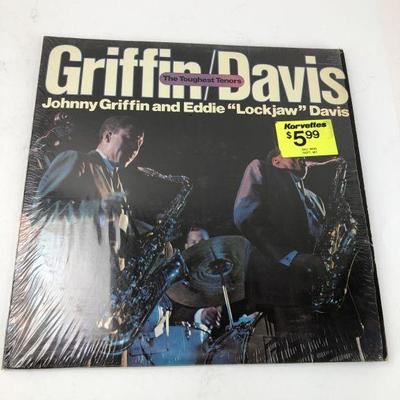 Griffin/Davis
The Toughest Tenors
Johnny Griffin and Eddie "Lockjaw" Davis
Korvettes
$5.99